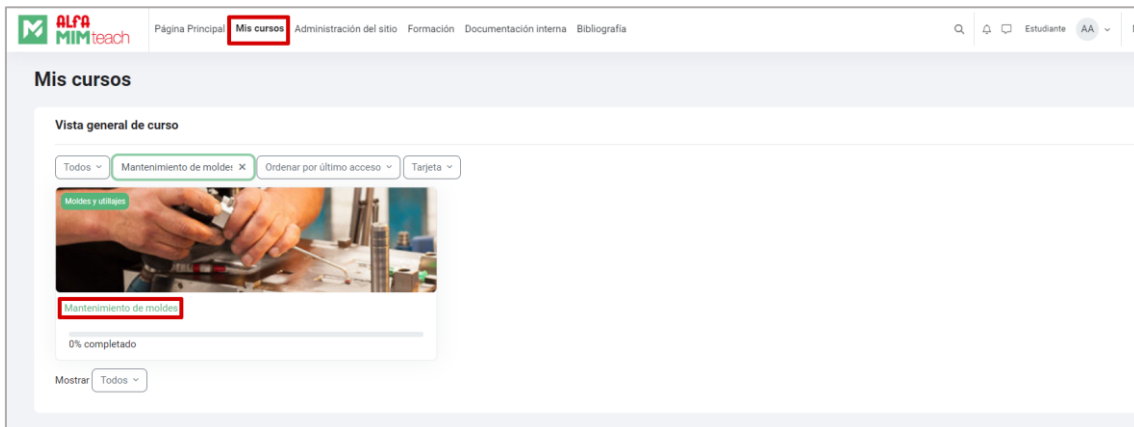 ALFA
MIMteach
Página Principal Mis cursos Administración del sitio Formación Documentación interna Bibliografía
Estudiante AA
Mis cursos
Vista general de curso
Todos
Mantenimiento de moldes
Ordenar por último acceso
Tarjeta
Moldes y utillajes
Mantenimiento de moldes
0% completado
Mostrar Todos